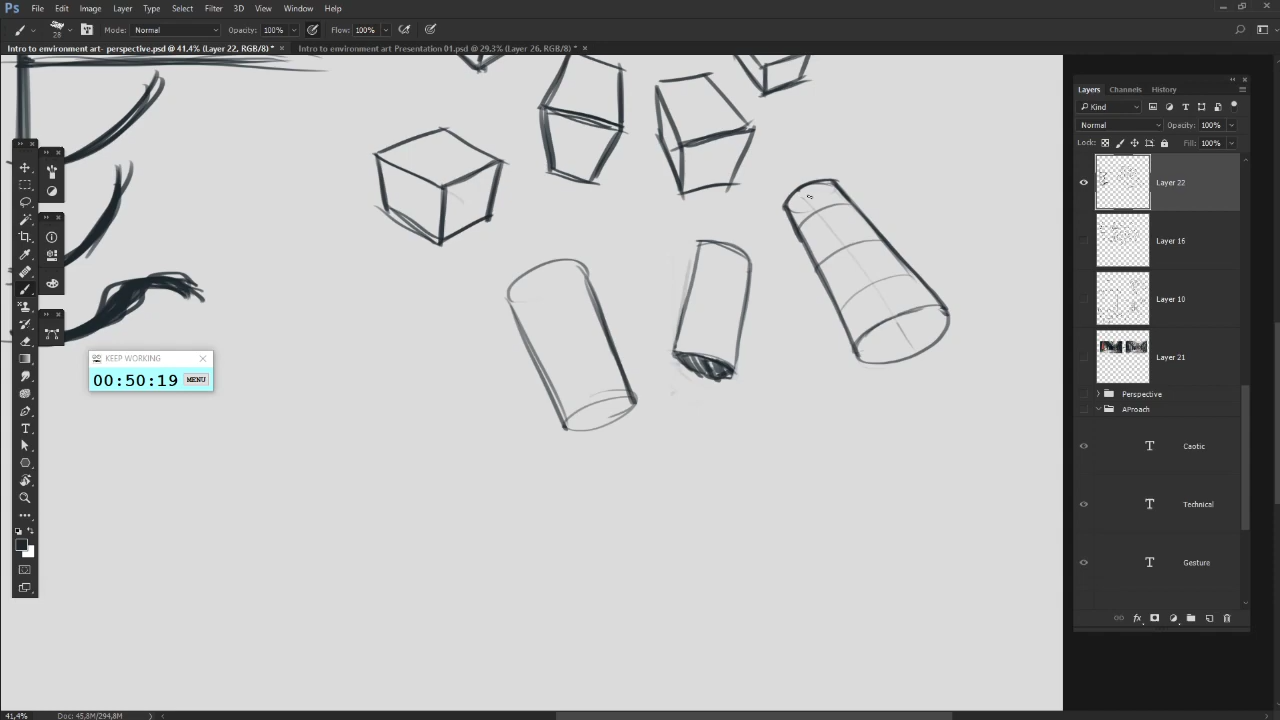 Ps File Edit Image Layer Type Select Filter 3D View Window Help
28 Mode: Normal Opacity: 100% Flow: 100%
Intro to environment art- perspective.psd @ 41,4% (Layer 22, RGB/8) * × Intro to environment art Presentation 01.psd @ 29,3% (Layer 26, RGB/8) * ×
Layers Channels History
Kind
Normal Opacity: 100%
Lock: Fill: 100%
Layer 22
Layer 16
Layer 10
KEEP WORKING
00:50:19 MENU
Layer 21
Perspective
AProach
T Caotic
T Technical
T Gesture
fx
41,4% Doc: 45,8M/294,8M